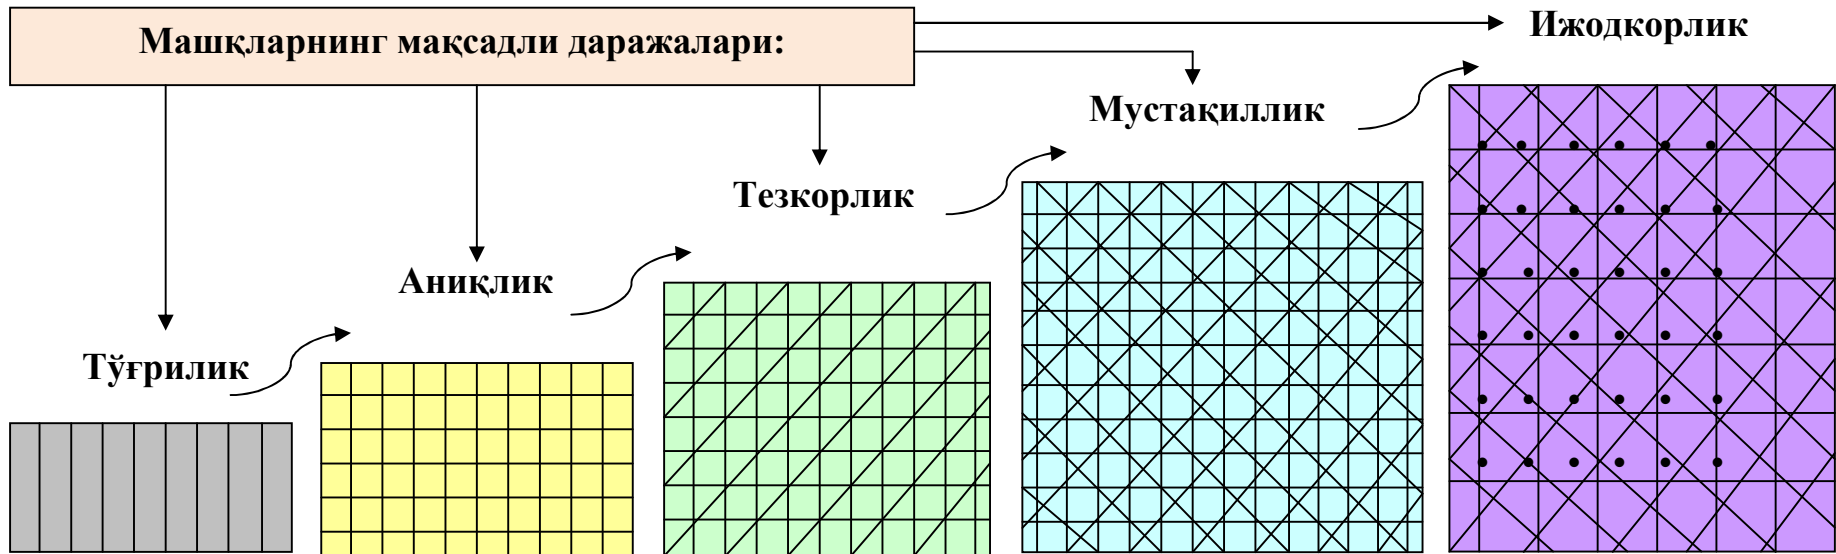 Машқларнинг мақсадли даражалари:
Ижодкорлик
Мустақиллик
Тезкорлик
Аниқлик
Тўғрилик